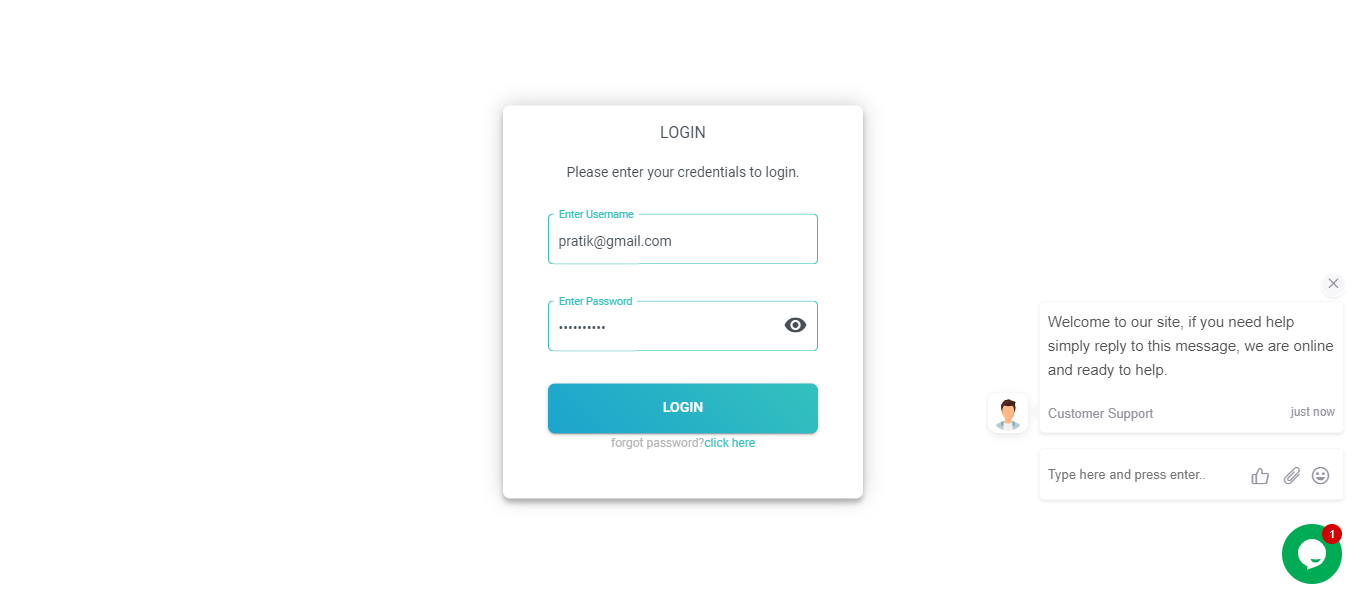 LOGIN
Please enter your credentials to login.
Enter Username
pratik@gmail.com
Enter Password
••••••••••
LOGIN
forgot password?click here
Welcome to our site, if you need help
simply reply to this message, we are online
and ready to help.
Customer Support just now
Type here and press enter..
1